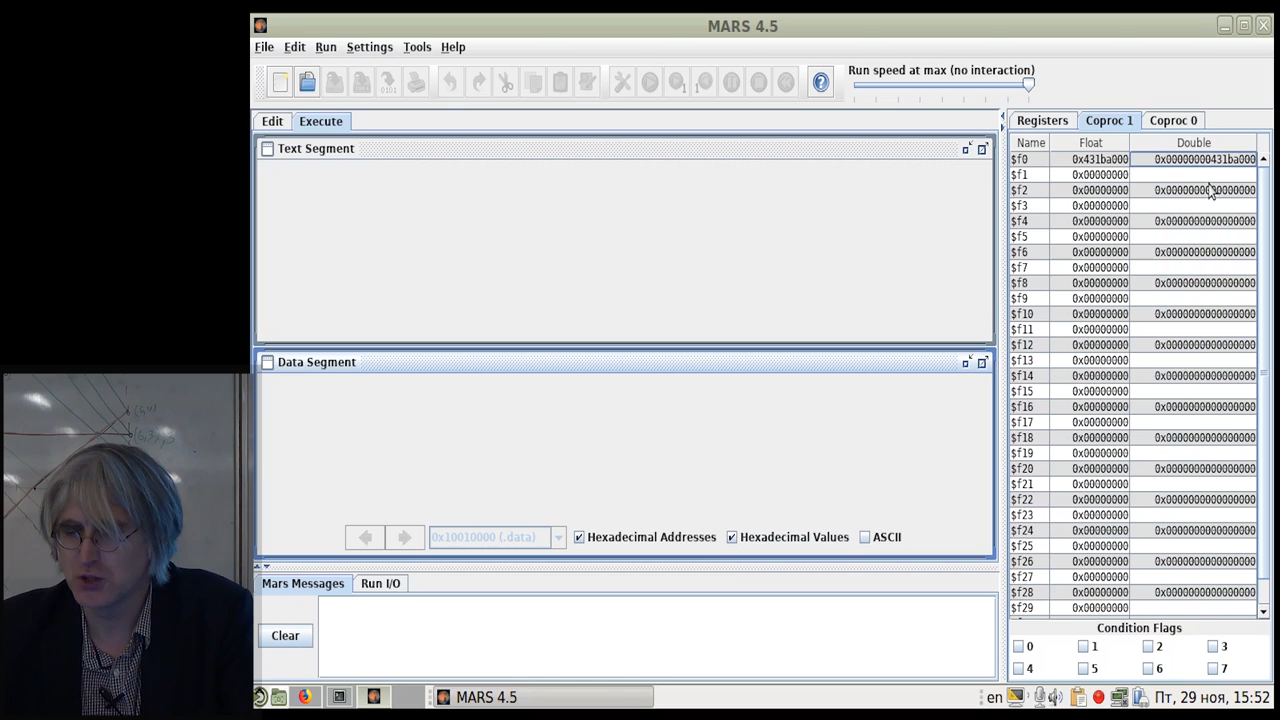 MARS 4.5
File Edit Run Settings Tools Help
Run speed at max (no interaction)
Edit Execute
Registers Coproc 1 Coproc 0
Text Segment
Name Float Double
$f0 0x431ba000 0x00000000431ba000
$f1 0x00000000
$f2 0x00000000 0x0000000000000000
$f3 0x00000000
$f4 0x00000000 0x0000000000000000
$f5 0x00000000
$f6 0x00000000 0x0000000000000000
$f7 0x00000000
$f8 0x00000000 0x0000000000000000
$f9 0x00000000
$f10 0x00000000 0x0000000000000000
$f11 0x00000000
$f12 0x00000000 0x0000000000000000
$f13 0x00000000
$f14 0x00000000 0x0000000000000000
$f15 0x00000000
$f16 0x00000000 0x0000000000000000
$f17 0x00000000
$f18 0x00000000 0x0000000000000000
$f19 0x00000000
$f20 0x00000000 0x0000000000000000
$f21 0x00000000
$f22 0x00000000 0x0000000000000000
$f23 0x00000000
$f24 0x00000000 0x0000000000000000
$f25 0x00000000
$f26 0x00000000 0x0000000000000000
$f27 0x00000000
$f28 0x00000000 0x0000000000000000
$f29 0x00000000
Data Segment
0x10010000 (.data) Hexadecimal Addresses Hexadecimal Values ASCII
Mars Messages Run I/O
Clear
Condition Flags
0 1 2 3
4 5 6 7
MARS 4.5
en Пт, 29 ноя, 15:52